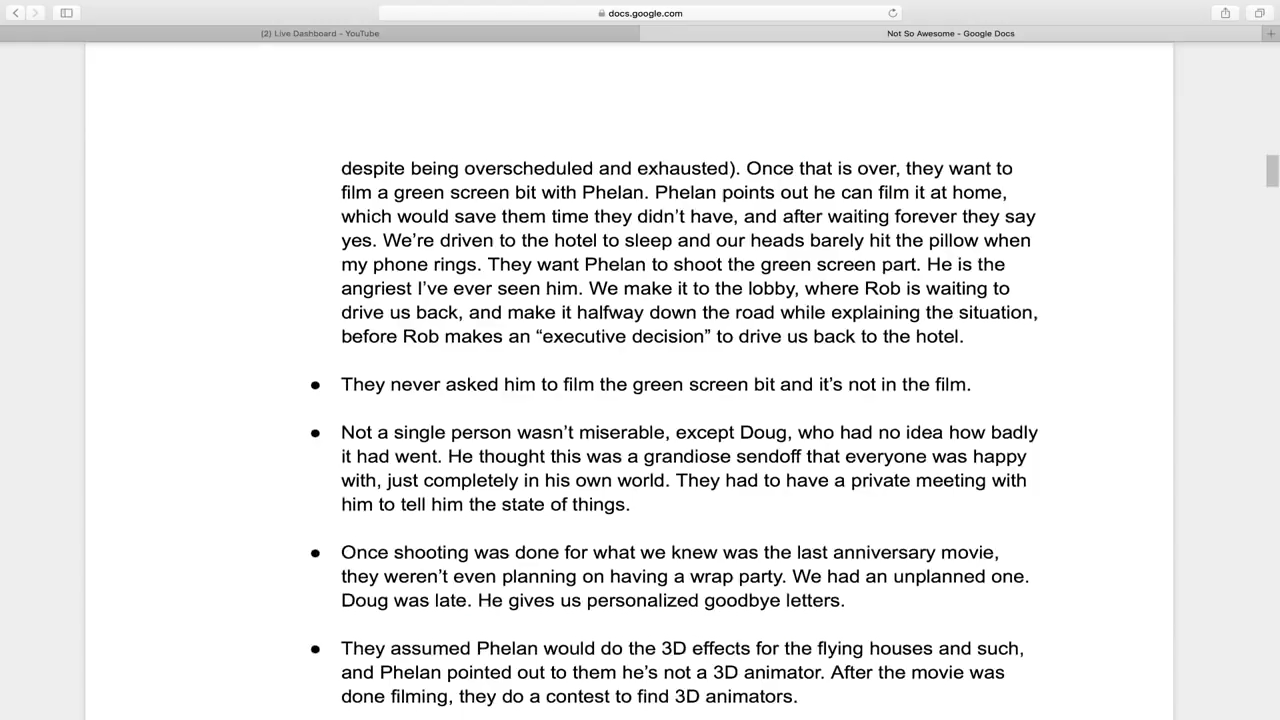 docs.google.com
(2) Live Dashboard - YouTube
Not So Awesome - Google Docs
despite being overscheduled and exhausted). Once that is over, they want to
film a green screen bit with Phelan. Phelan points out he can film it at home,
which would save them time they didn’t have, and after waiting forever they say
yes. We’re driven to the hotel to sleep and our heads barely hit the pillow when
my phone rings. They want Phelan to shoot the green screen part. He is the
angriest I’ve ever seen him. We make it to the lobby, where Rob is waiting to
drive us back, and make it halfway down the road while explaining the situation,
before Rob makes an “executive decision” to drive us back to the hotel.
● They never asked him to film the green screen bit and it’s not in the film.
● Not a single person wasn’t miserable, except Doug, who had no idea how badly
it had went. He thought this was a grandiose sendoff that everyone was happy
with, just completely in his own world. They had to have a private meeting with
him to tell him the state of things.
● Once shooting was done for what we knew was the last anniversary movie,
they weren’t even planning on having a wrap party. We had an unplanned one.
Doug was late. He gives us personalized goodbye letters.
● They assumed Phelan would do the 3D effects for the flying houses and such,
and Phelan pointed out to them he’s not a 3D animator. After the movie was
done filming, they do a contest to find 3D animators.